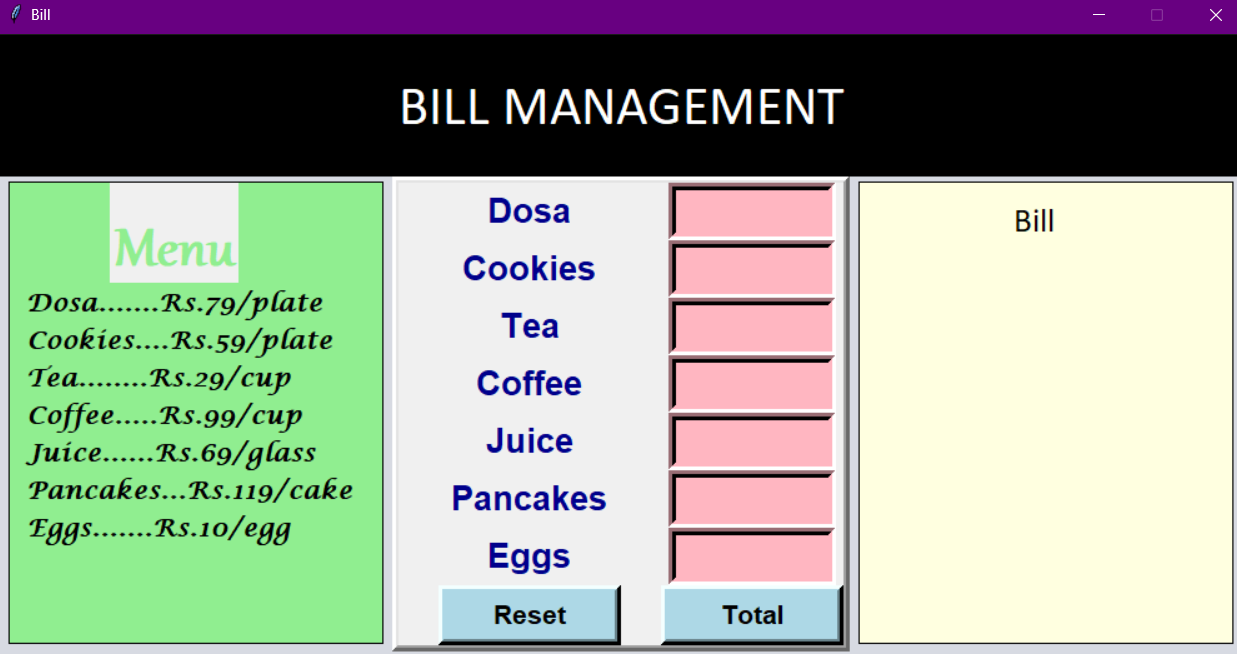 Bill
BILL MANAGEMENT
Menu
Dosa.......Rs.79/plate
Cookies....Rs.59/plate
Tea........Rs.29/cup
Coffee.....Rs.99/cup
Juice......Rs.69/glass
Pancakes...Rs.119/cake
Eggs.......Rs.10/egg
Dosa
Cookies
Tea
Coffee
Juice
Pancakes
Eggs
Reset
Total
Bill